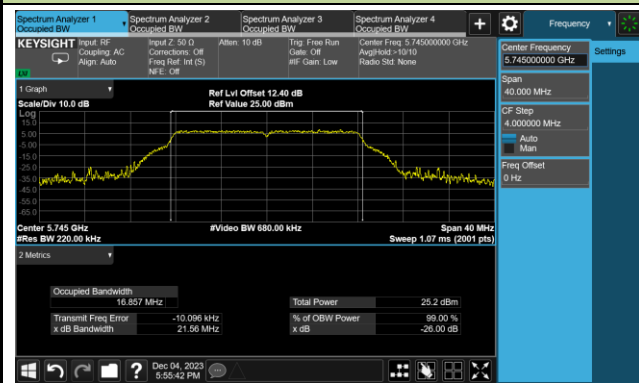 Spectrum Analyzer 1
Occupied BW
Spectrum Analyzer 2
Occupied BW
Spectrum Analyzer 3
Occupied BW
Spectrum Analyzer 4
Occupied BW
+
Frequency
KEYSIGHT
Input: RF
Coupling: AC
Align: Auto
Input Z: 50 Ω
Corrections: Off
Freq Ref: Int (S)
NFE: Off
Atten: 10 dB
Trig: Free Run
Gate: Off
#IF Gain: Low
Center Freq: 5.745000000 GHz
Avg|Hold:>10/10
Radio Std: None
Center Frequency
5.745000000 GHz
Settings
Span
40.000 MHz
CF Step
4.000000 MHz
Auto
Man
Freq Offset
0 Hz
1 Graph
Scale/Div 10.0 dB
Ref Lvl Offset 12.40 dB
Ref Value 25.00 dBm
Log
15.0
5.00
-5.00
-15.0
-25.0
-35.0
-45.0
-55.0
-65.0
Center 5.745 GHz
#Res BW 220.00 kHz
#Video BW 680.00 kHz
Span 40 MHz
Sweep 1.07 ms (2001 pts)
2 Metrics
Occupied Bandwidth
16.857 MHz
Total Power 25.2 dBm
Transmit Freq Error -10.096 kHz
% of OBW Power 99.00 %
x dB Bandwidth 21.56 MHz
x dB -26.00 dB
?
Dec 04, 2023
5:55:42 PM